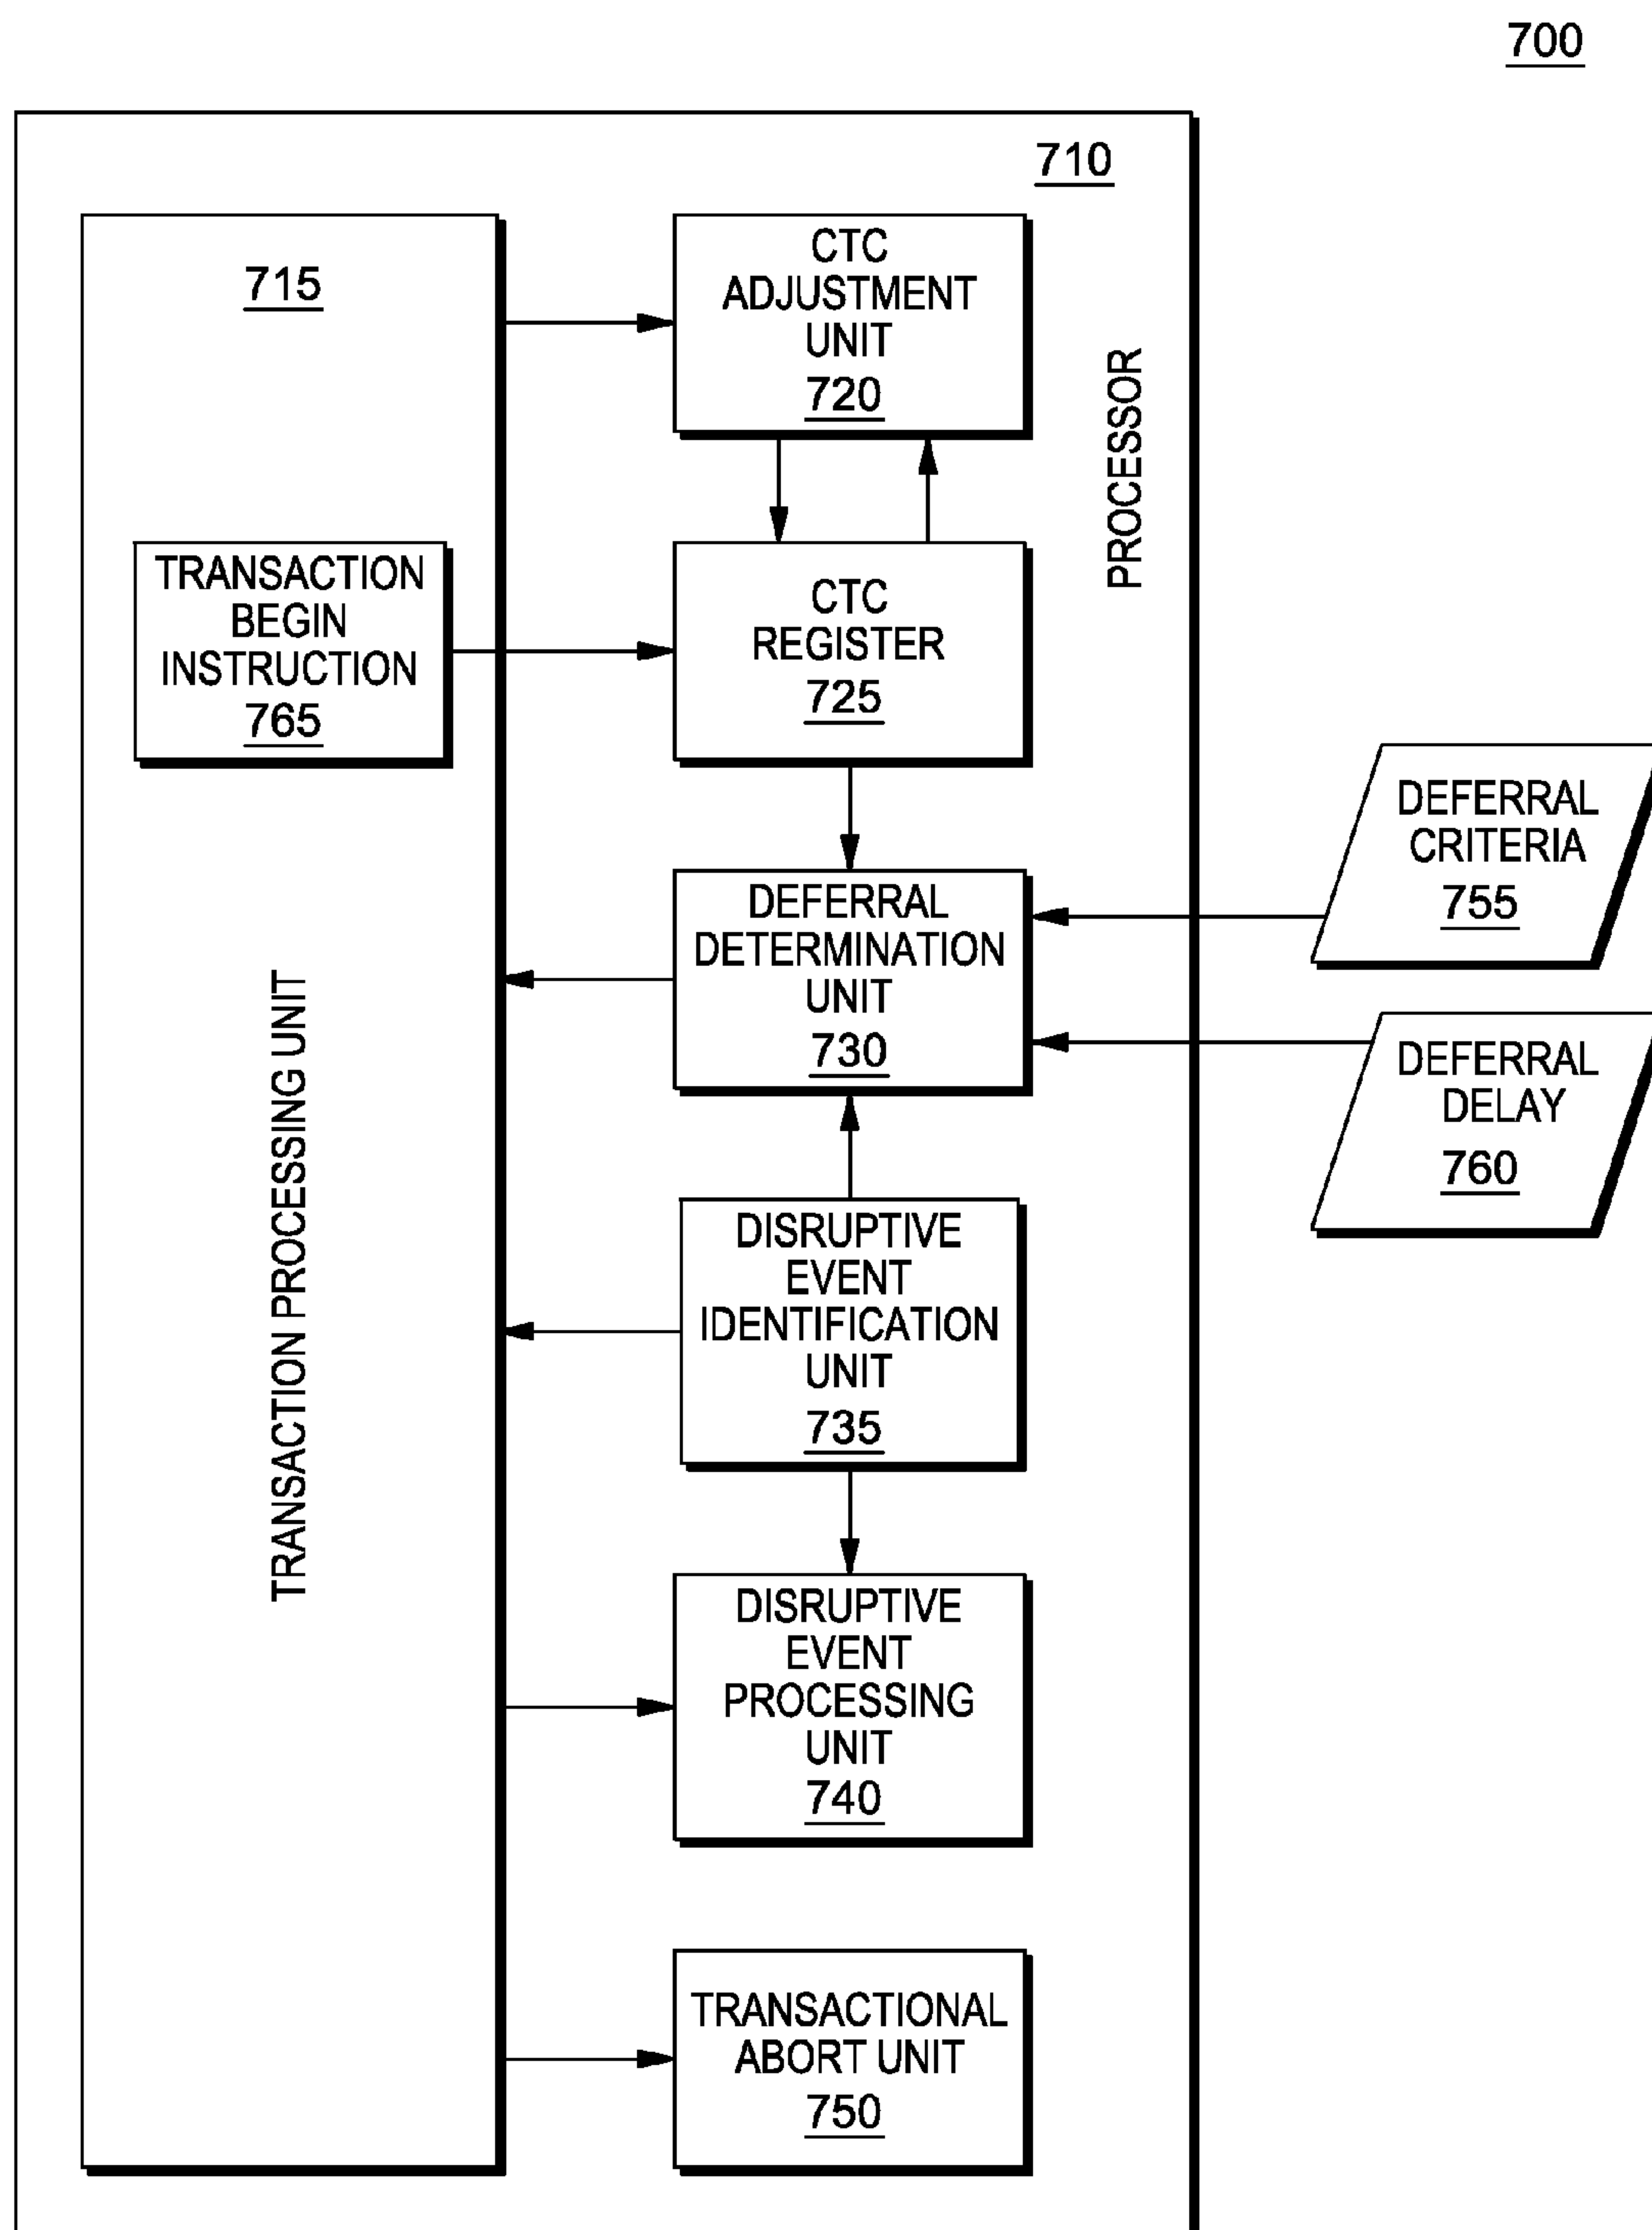 700
710
PROCESSOR
715
TRANSACTION PROCESSING UNIT
TRANSACTION
BEGIN
INSTRUCTION
765
CTC
ADJUSTMENT
UNIT
720
CTC
REGISTER
725
DEFERRAL
DETERMINATION
UNIT
730
DISRUPTIVE
EVENT
IDENTIFICATION
UNIT
735
DISRUPTIVE
EVENT
PROCESSING
UNIT
740
TRANSACTIONAL
ABORT UNIT
750
DEFERRAL
CRITERIA
755
DEFERRAL
DELAY
760